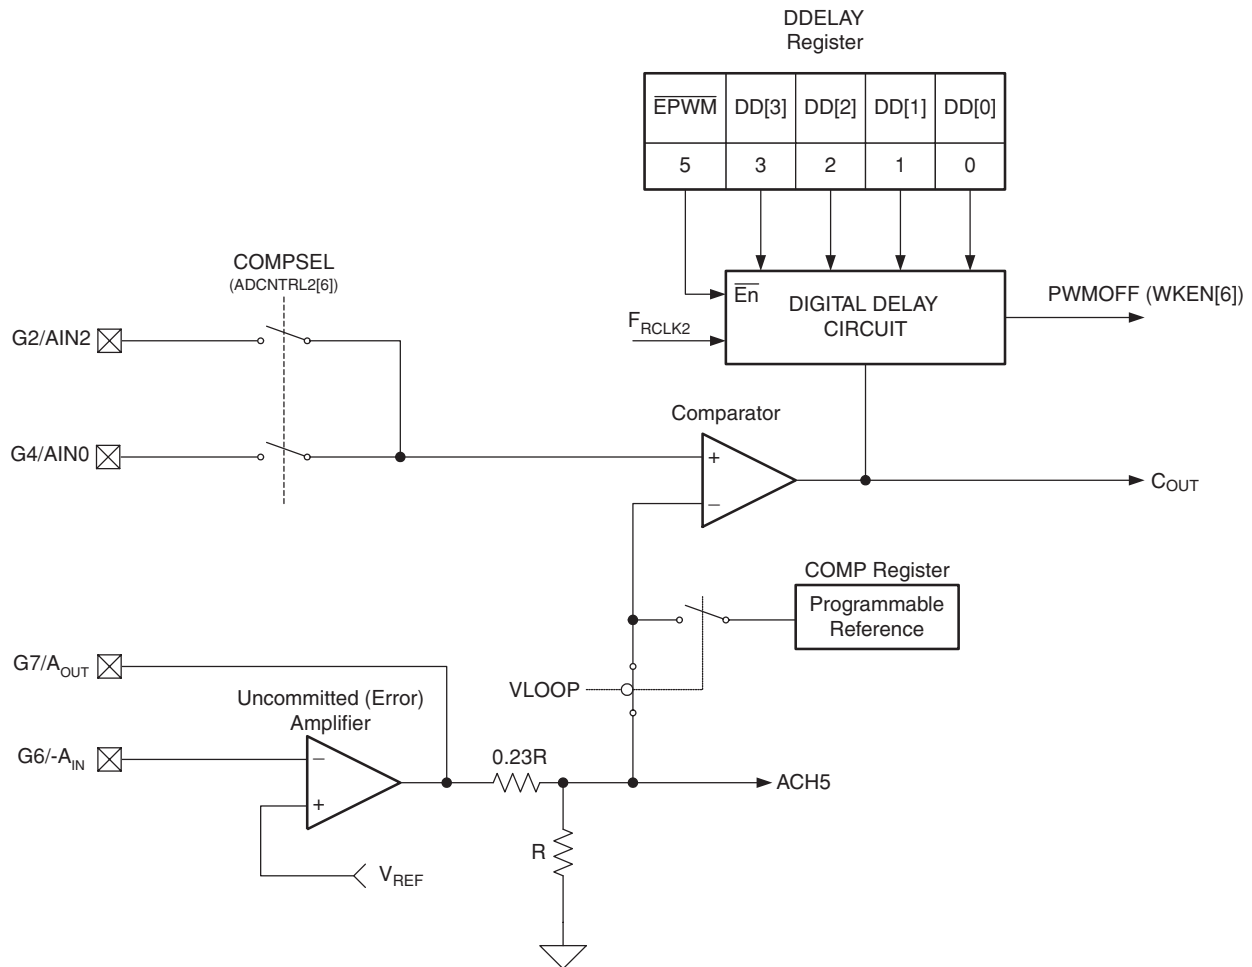 DDELAY
Register
EPWM DD[3] DD[2] DD[1] DD[0]
5 3 2 1 0
COMPSEL
(ADCNTRL2[6])
En
DIGITAL DELAY
CIRCUIT
PWMOFF (WKEN[6])
FRCLK2
G2/AIN2
G4/AIN0
Comparator
+
−
COUT
COMP Register
Programmable
Reference
G7/AOUT
VLOOP
Uncommitted (Error)
Amplifier
G6/-AIN
−
+
0.23R
ACH5
R
VREF